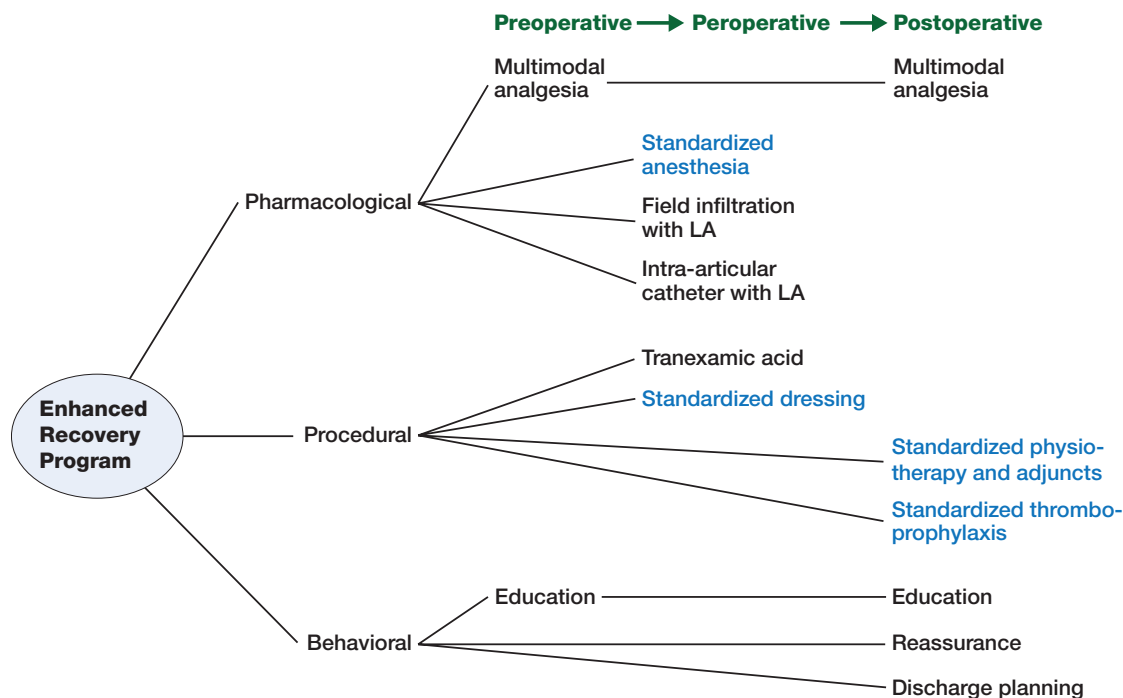 Preoperative Peroperative Postoperative
Multimodal
analgesia
Multimodal
analgesia
Standardized
anesthesia
Pharmacological
Field infiltration
with LA
Intra-articular
catheter with LA
Tranexamic acid
Standardized dressing
Enhanced
Recovery
Program
Procedural
Standardized physio-
therapy and adjuncts
Standardized thrombo-
prophylaxis
Education
Education
Behavioral
Reassurance
Discharge planning